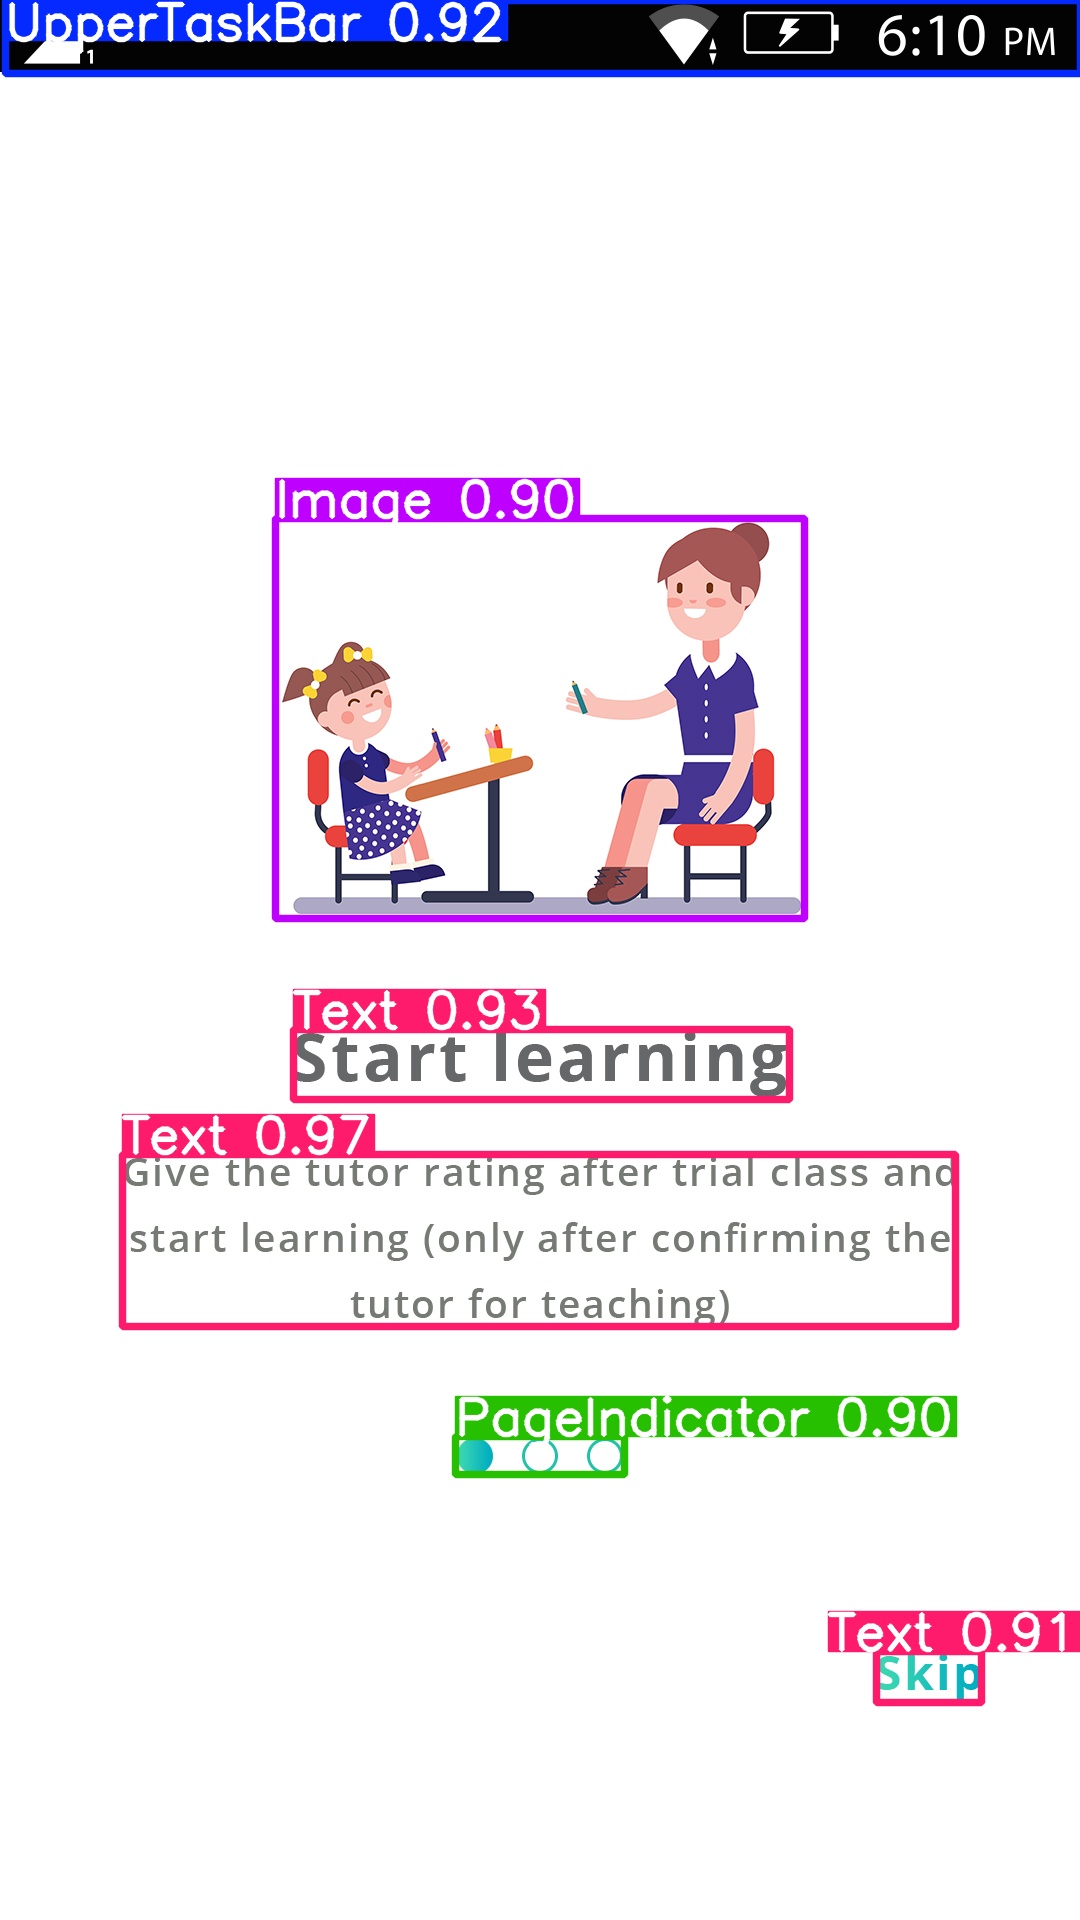 UpperTaskBar 0.92
1
6:10 PM
Image 0.90
Text 0.93
Start learning
Text 0.97
Give the tutor rating after trial class and
start learning (only after confirming the
tutor for teaching)
PageIndicator 0.90
Text 0.91
Skip